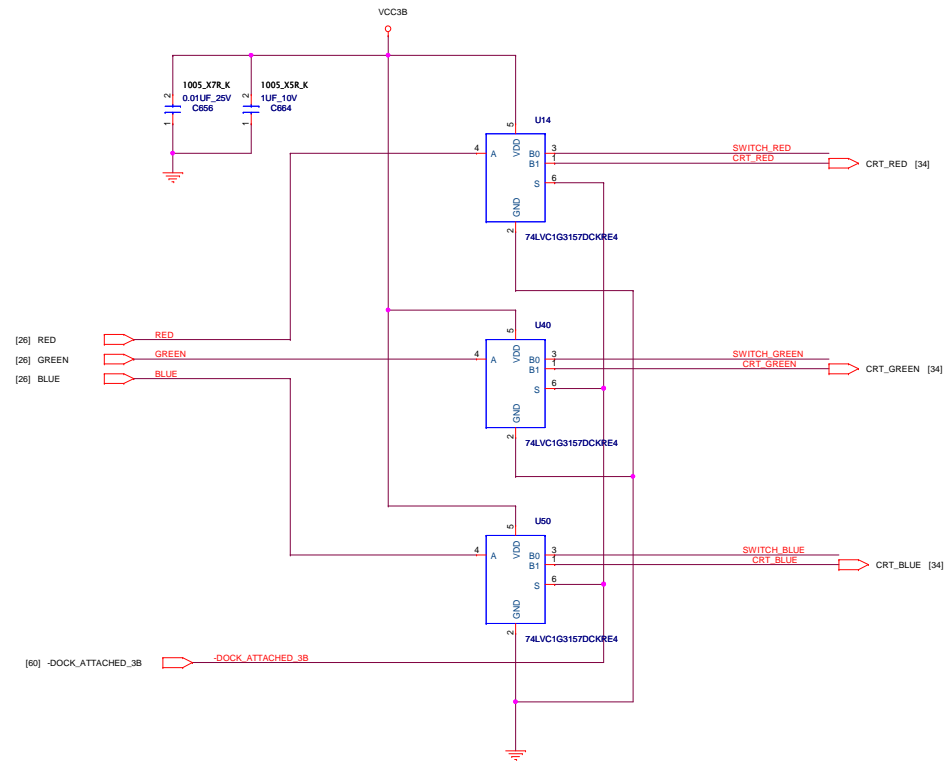 VCC3B
1005_X7R_K
0.01UF_25V
C656
2
1
1005_X5R_K
1UF_10V
C664
2
1
U14
5
VDD
4
A
B0
3
SWITCH_RED
B1
1
CRT_RED
CRT_RED [34]
S
6
GND
2
74LVC1G3157DCKRE4
[26] RED
RED
[26] GREEN
GREEN
[26] BLUE
BLUE
U40
5
VDD
4
A
B0
3
SWITCH_GREEN
B1
1
CRT_GREEN
CRT_GREEN [34]
S
6
GND
2
74LVC1G3157DCKRE4
U50
5
VDD
4
A
B0
3
SWITCH_BLUE
B1
1
CRT_BLUE
CRT_BLUE [34]
S
6
GND
2
74LVC1G3157DCKRE4
[60] -DOCK_ATTACHED_3B
-DOCK_ATTACHED_3B